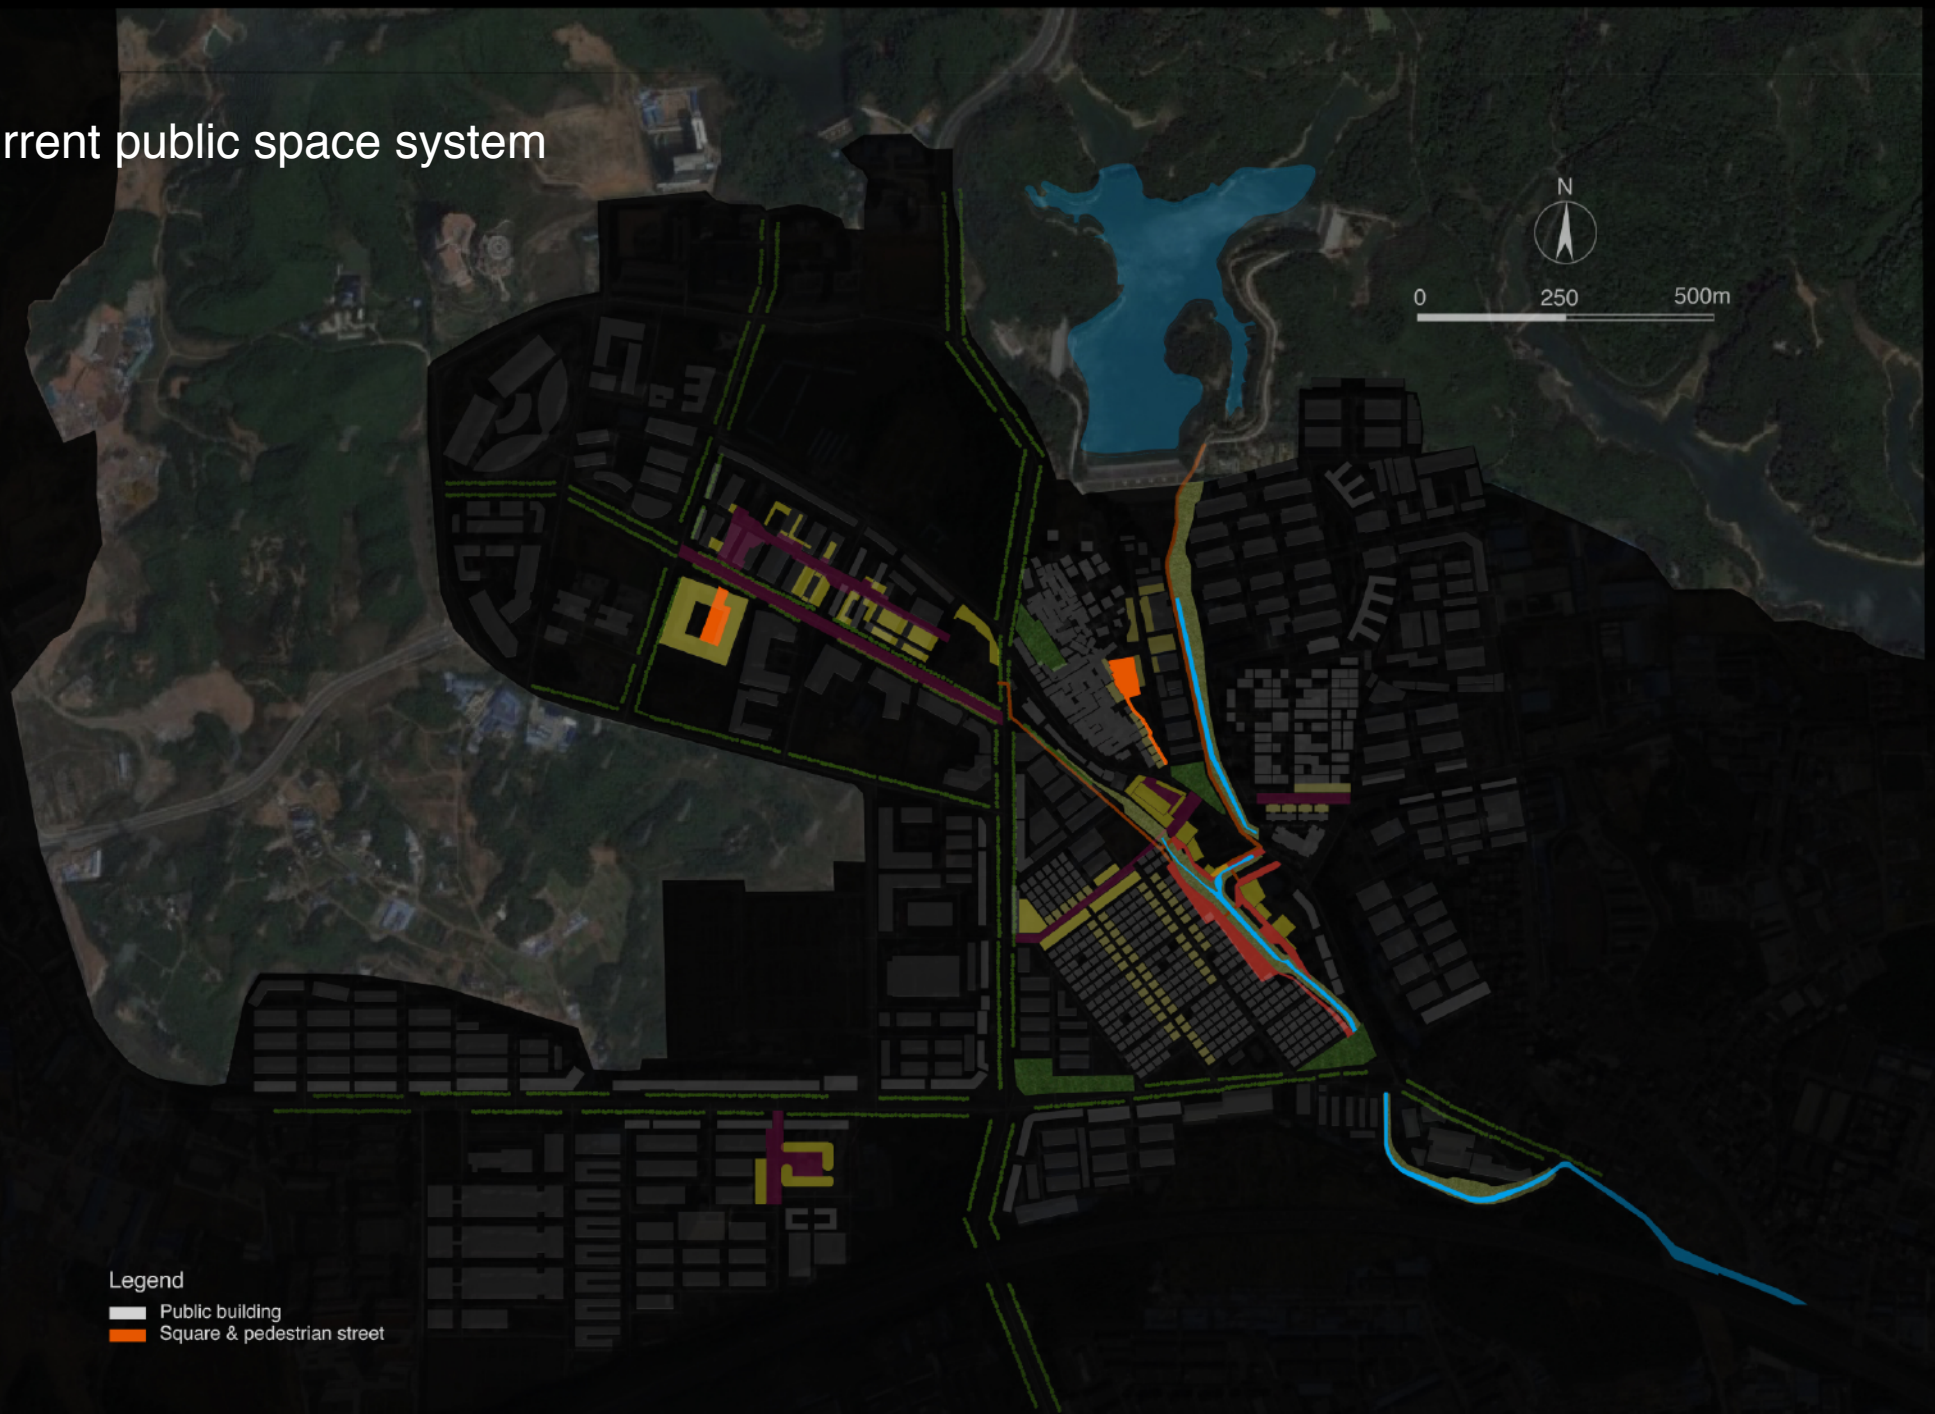 rrent public space system
N
0 250 500m
Legend
Public building
Square & pedestrian street